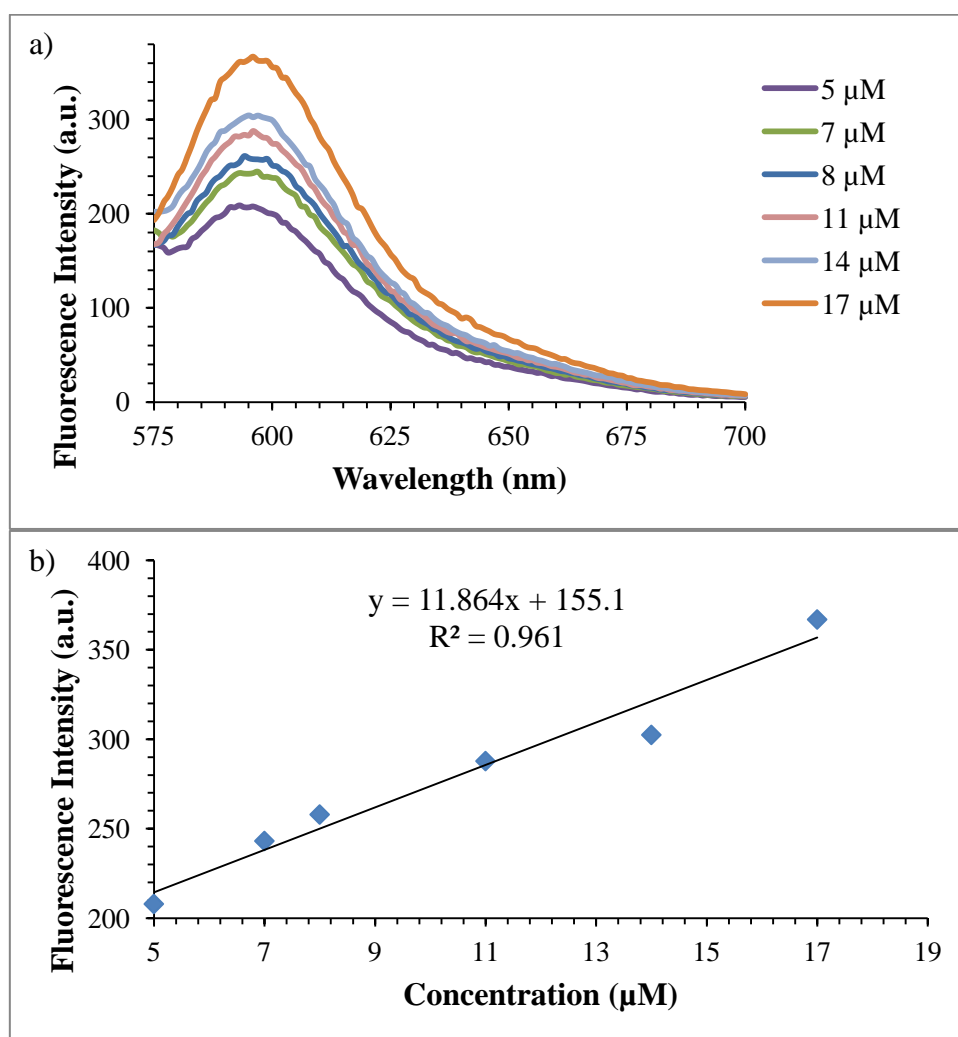 a)
Fluorescence Intensity (a.u.)
300
200
100
0
575 600 625 650 675 700
Wavelength (nm)
5 µM
7 µM
8 µM
11 µM
14 µM
17 µM
b)
Fluorescence Intensity (a.u.)
400
350
300
250
200
y = 11.864x + 155.1
R² = 0.961
5 7 9 11 13 15 17 19
Concentration (µM)